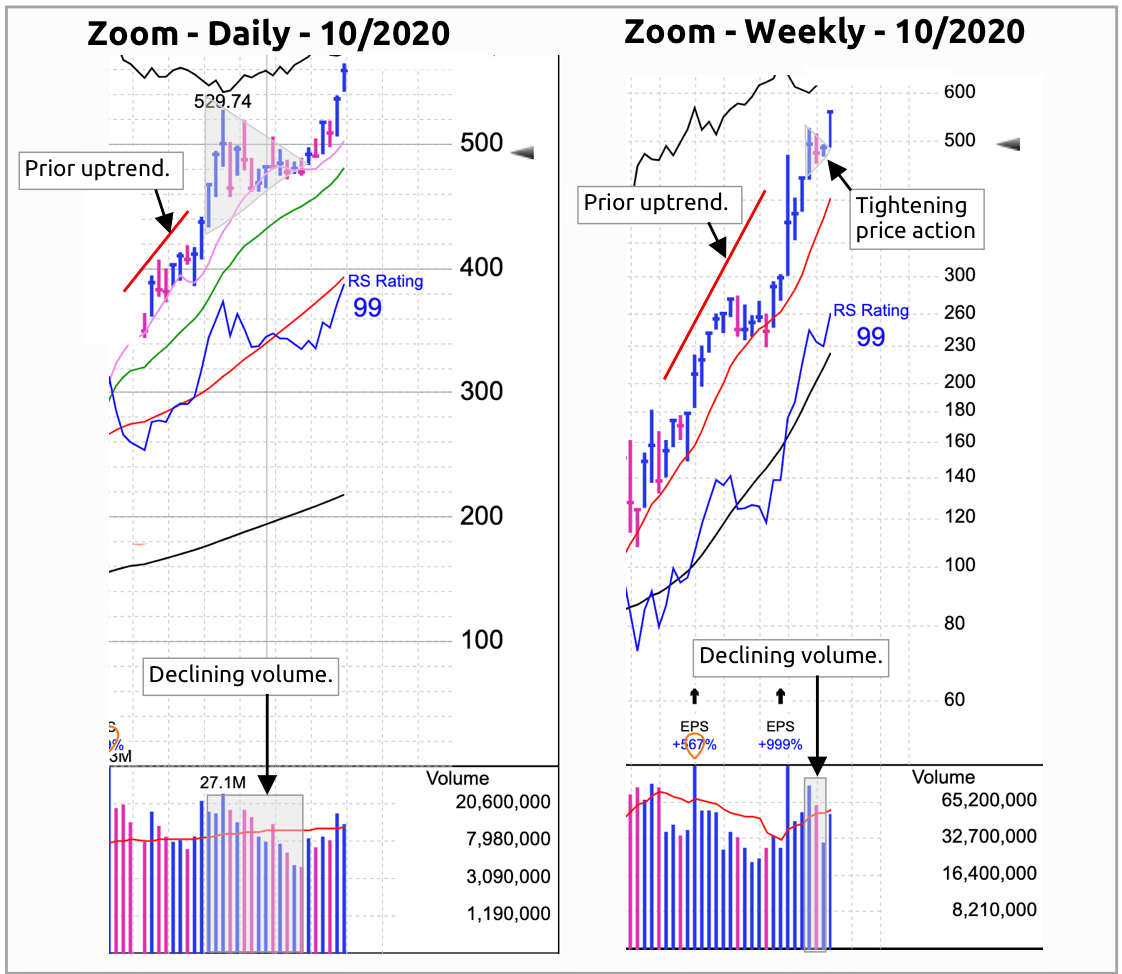 Zoom - Daily - 10/2020
529.74
500
Prior uptrend.
400
RS Rating
99
300
200
100
Declining volume.
%
3M
27.1M
Volume
20,600,000
7,980,000
3,090,000
1,190,000
Zoom - Weekly - 10/2020
600
500
Prior uptrend.
Tightening
price action
300
RS Rating
99
260
230
200
180
160
140
120
100
80
Declining volume.
60
EPS
+567%
EPS
+999%
Volume
65,200,000
32,700,000
16,400,000
8,210,000